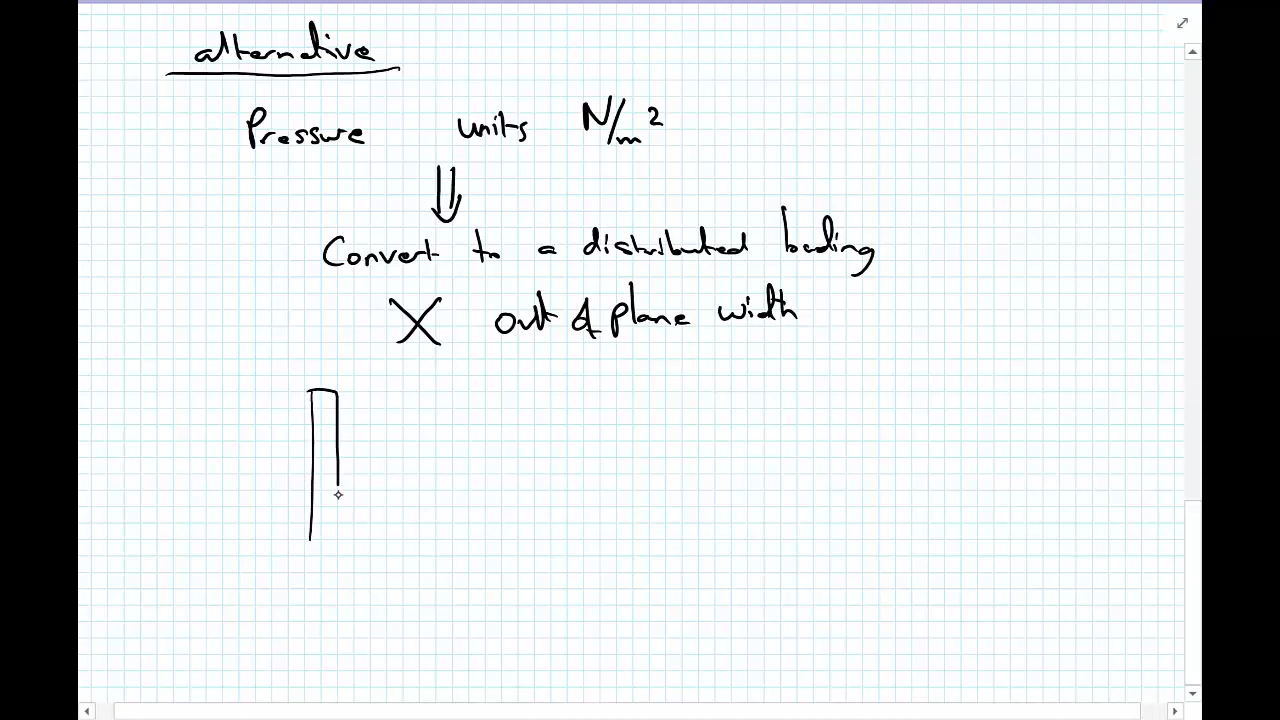 alternative
Pressure units N/m²
⇓
Convert to a distributed loading
X out of plane width